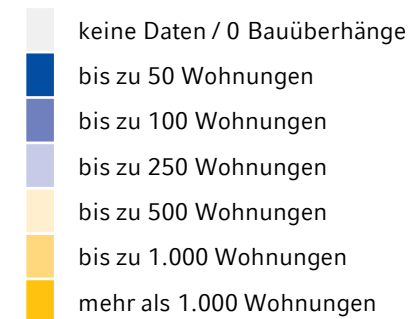 keine Daten / 0 Bauüberhänge
bis zu 50 Wohnungen
bis zu 100 Wohnungen
bis zu 250 Wohnungen
bis zu 500 Wohnungen
bis zu 1.000 Wohnungen
mehr als 1.000 Wohnungen